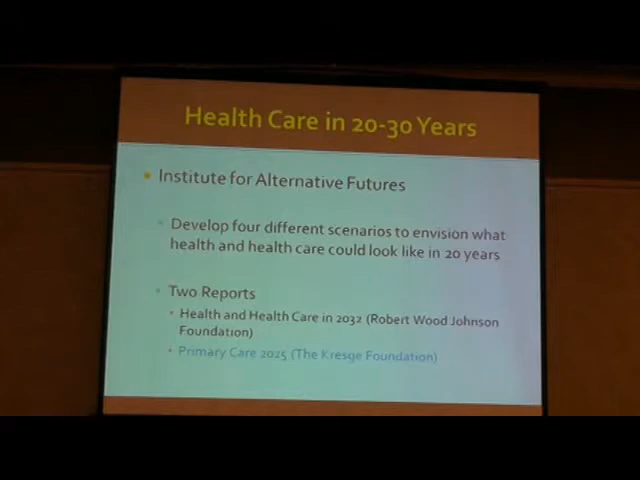 Health Care in 20-30 Years
Institute for Alternative Futures
Develop four different scenarios to envision what
health and health care could look like in 20 years
Two Reports
Health and Health Care in 2032 (Robert Wood Johnson
Foundation)
Primary Care 2025 (The Kresge Foundation)